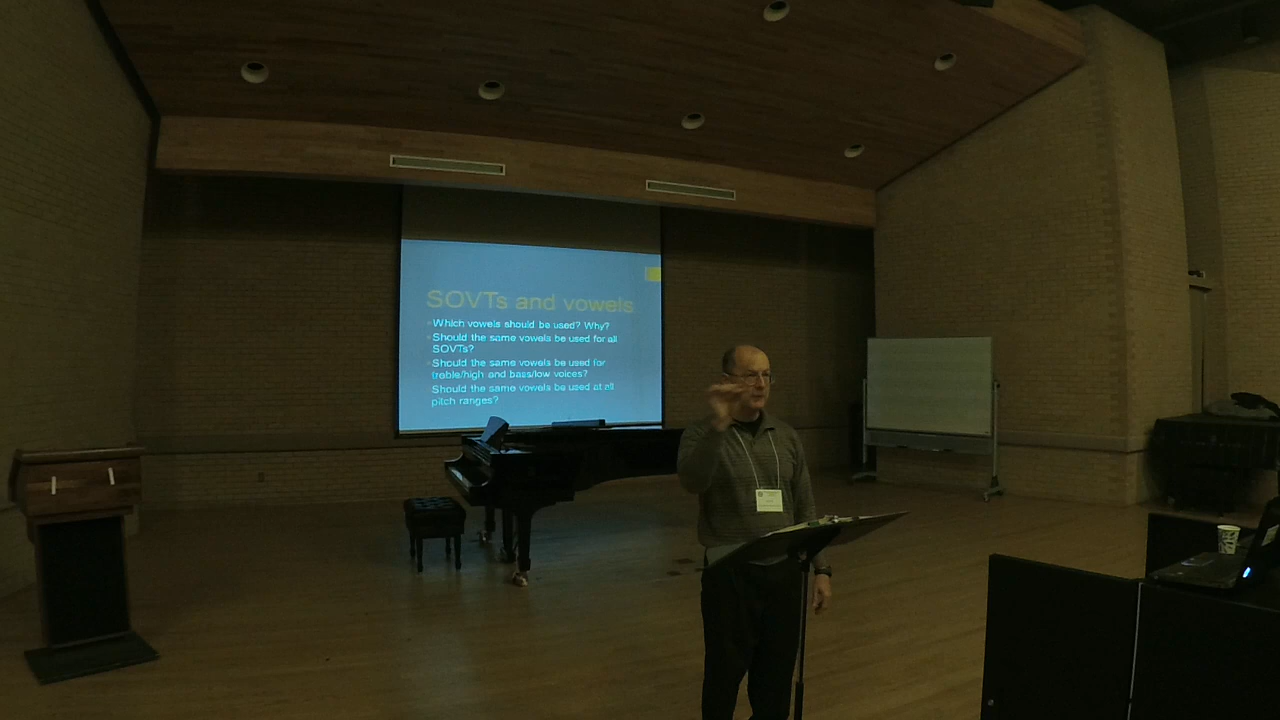 SOVTs and vowels
Which vowels should be used? Why?
Should the same vowels be used for all
SOVTs?
Should the same vowels be used for
treble/high and bass/low voices?
Should the same vowels be used at all
pitch ranges?